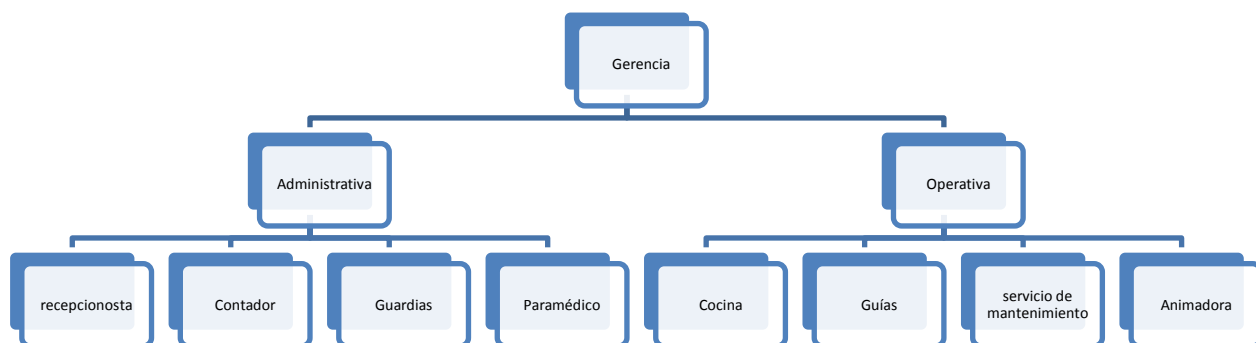 Gerencia
Administrativa
Operativa
recepcionosta
Contador
Guardias
Paramédico
Cocina
Guías
servicio de
mantenimiento
Animadora